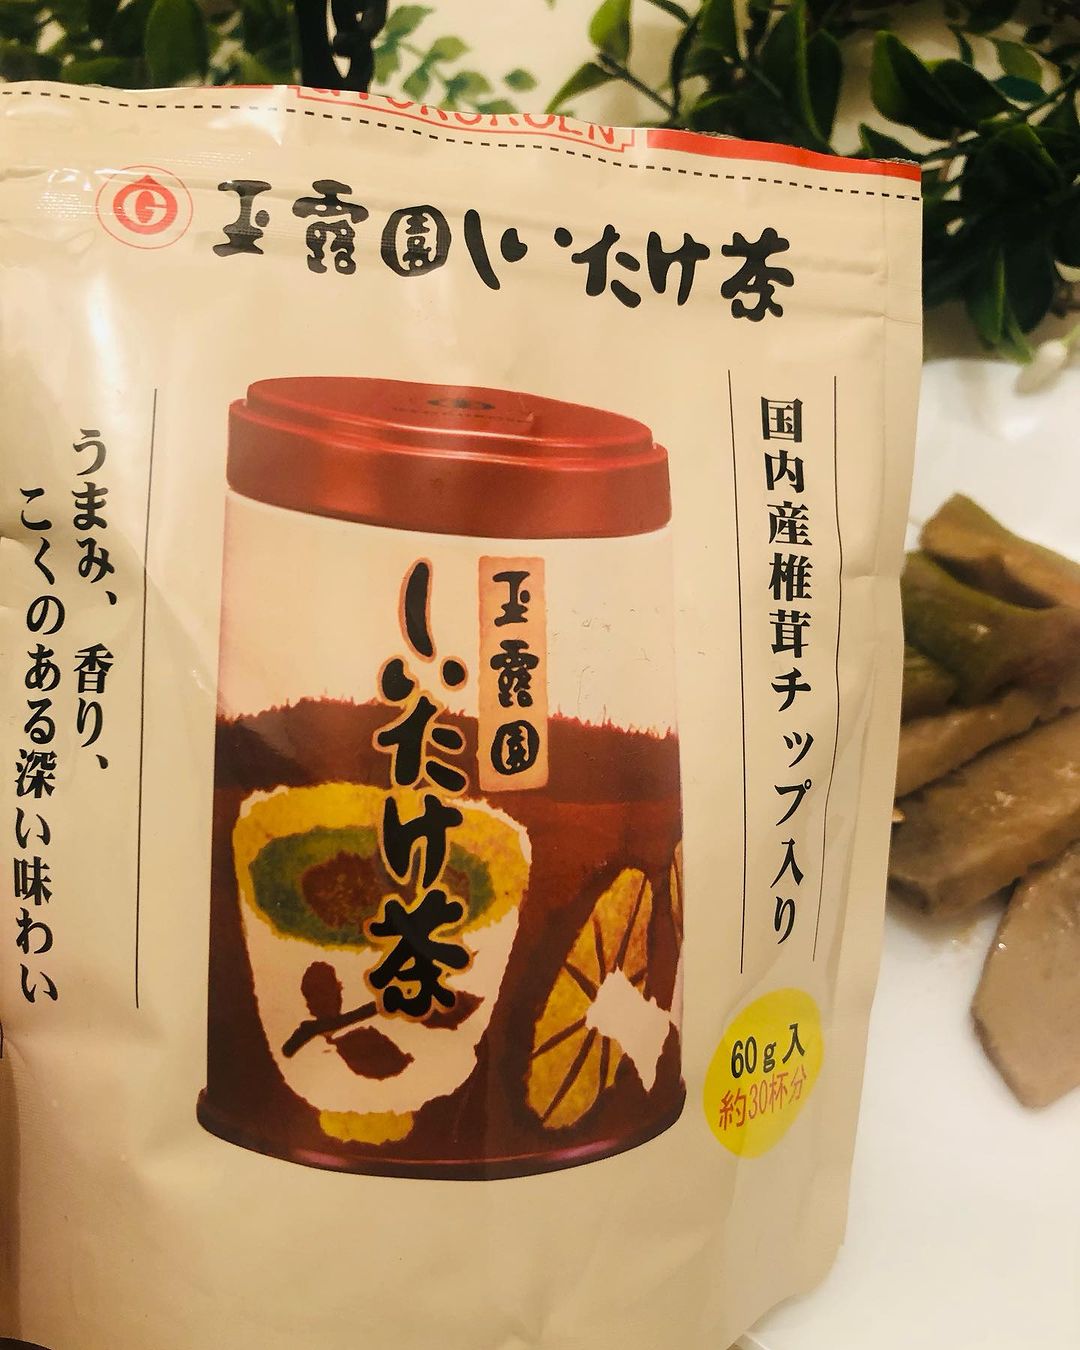 GYOKUROEN
玉露園しいたけ茶
国内産椎茸チップ入り
玉露園
しいたけ茶
うまみ、香り、
こくのある深い味わい
60g入
約30杯分